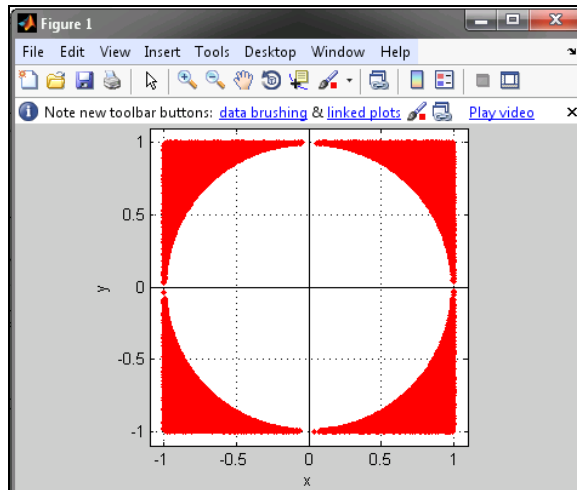 Figure 1
File Edit View Insert Tools Desktop Window Help
Note new toolbar buttons: data brushing & linked plots Play video
1
0.5
0
-0.5
-1
y
-1 -0.5 0 0.5 1
x